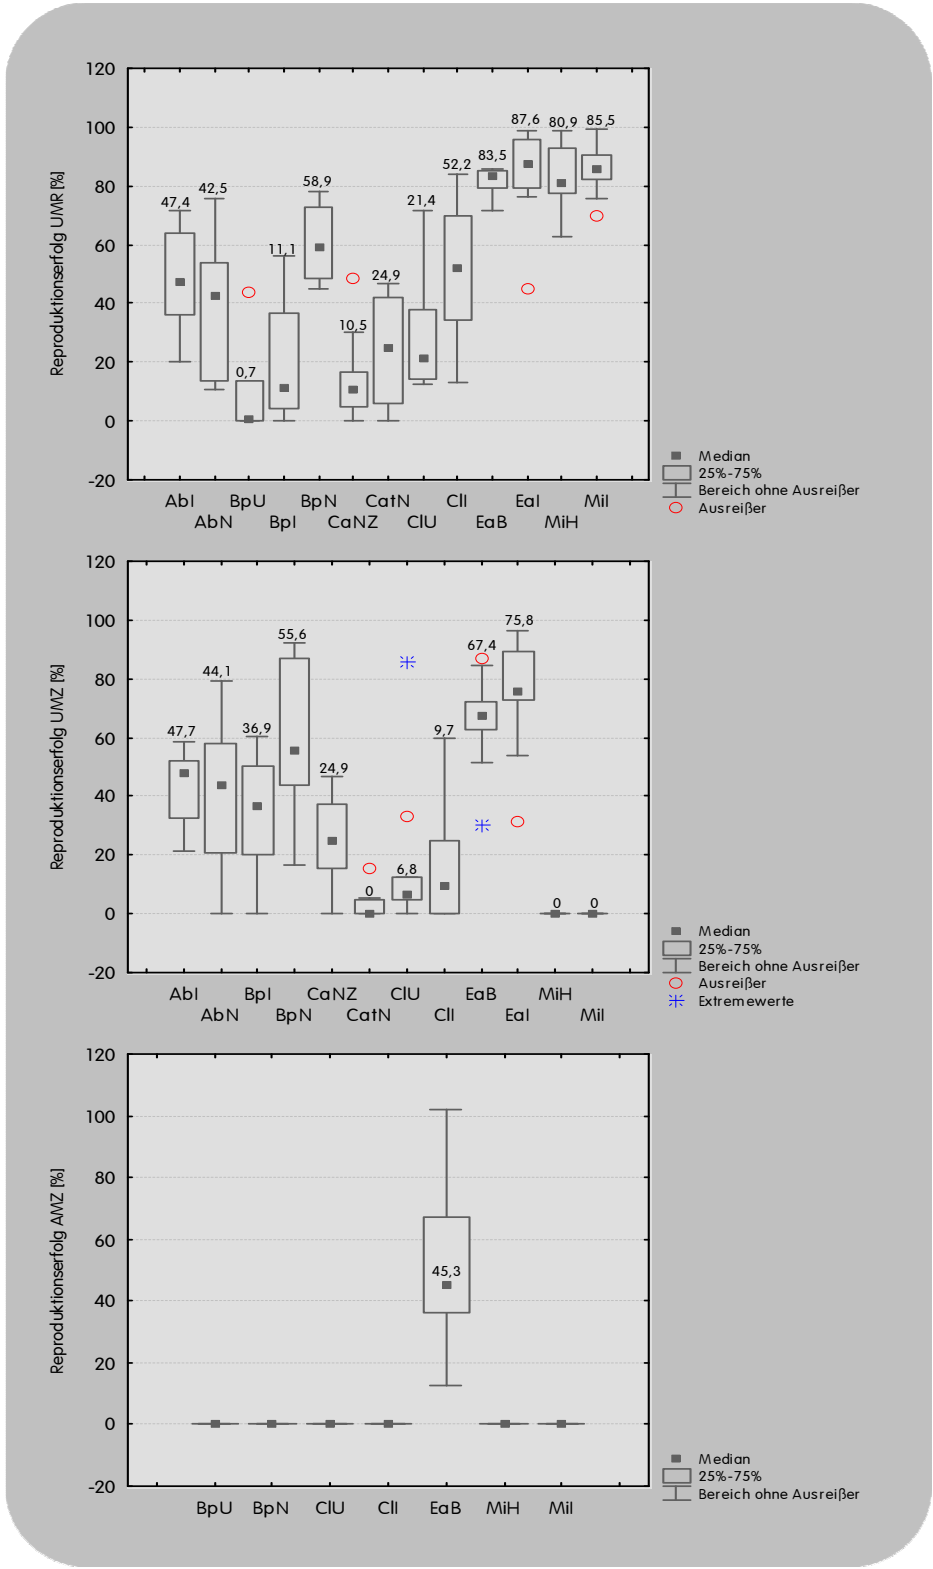 Reproduktionserfolg UMR [%]
120
100
80
60
40
20
0
-20
47,4
42,5
0,7
11,1
58,9
10,5
24,9
21,4
52,2
83,5
87,6
80,9
85,5
AbI
BpU
BpN
CatN
ClI
EaI
MiI
AbN
BpI
CaNZ
ClU
EaB
MiH
Median
25%-75%
Bereich ohne Ausreißer
Ausreißer
Reproduktionserfolg UMZ [%]
120
100
80
60
40
20
0
-20
47,7
44,1
36,9
55,6
24,9
0
6,8
9,7
67,4
75,8
0
0
AbI
BpI
CaNZ
ClU
EaB
MiH
AbN
BpN
CatN
ClI
EaI
MiI
Median
25%-75%
Bereich ohne Ausreißer
Ausreißer
Extremewerte
Reproduktionserfolg AMZ [%]
120
100
80
60
40
20
0
-20
45,3
BpU
BpN
ClU
ClI
EaB
MiH
MiI
Median
25%-75%
Bereich ohne Ausreißer